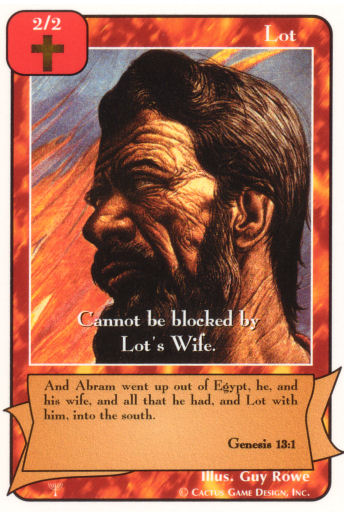 2/2
Lot
Cannot be blocked by
Lot's Wife.
And Abram went up out of Egypt, he, and
his wife, and all that he had, and Lot with
him, into the south.
Genesis 13:1
Illus. Guy Rowe
© Cactus Game Design, Inc.